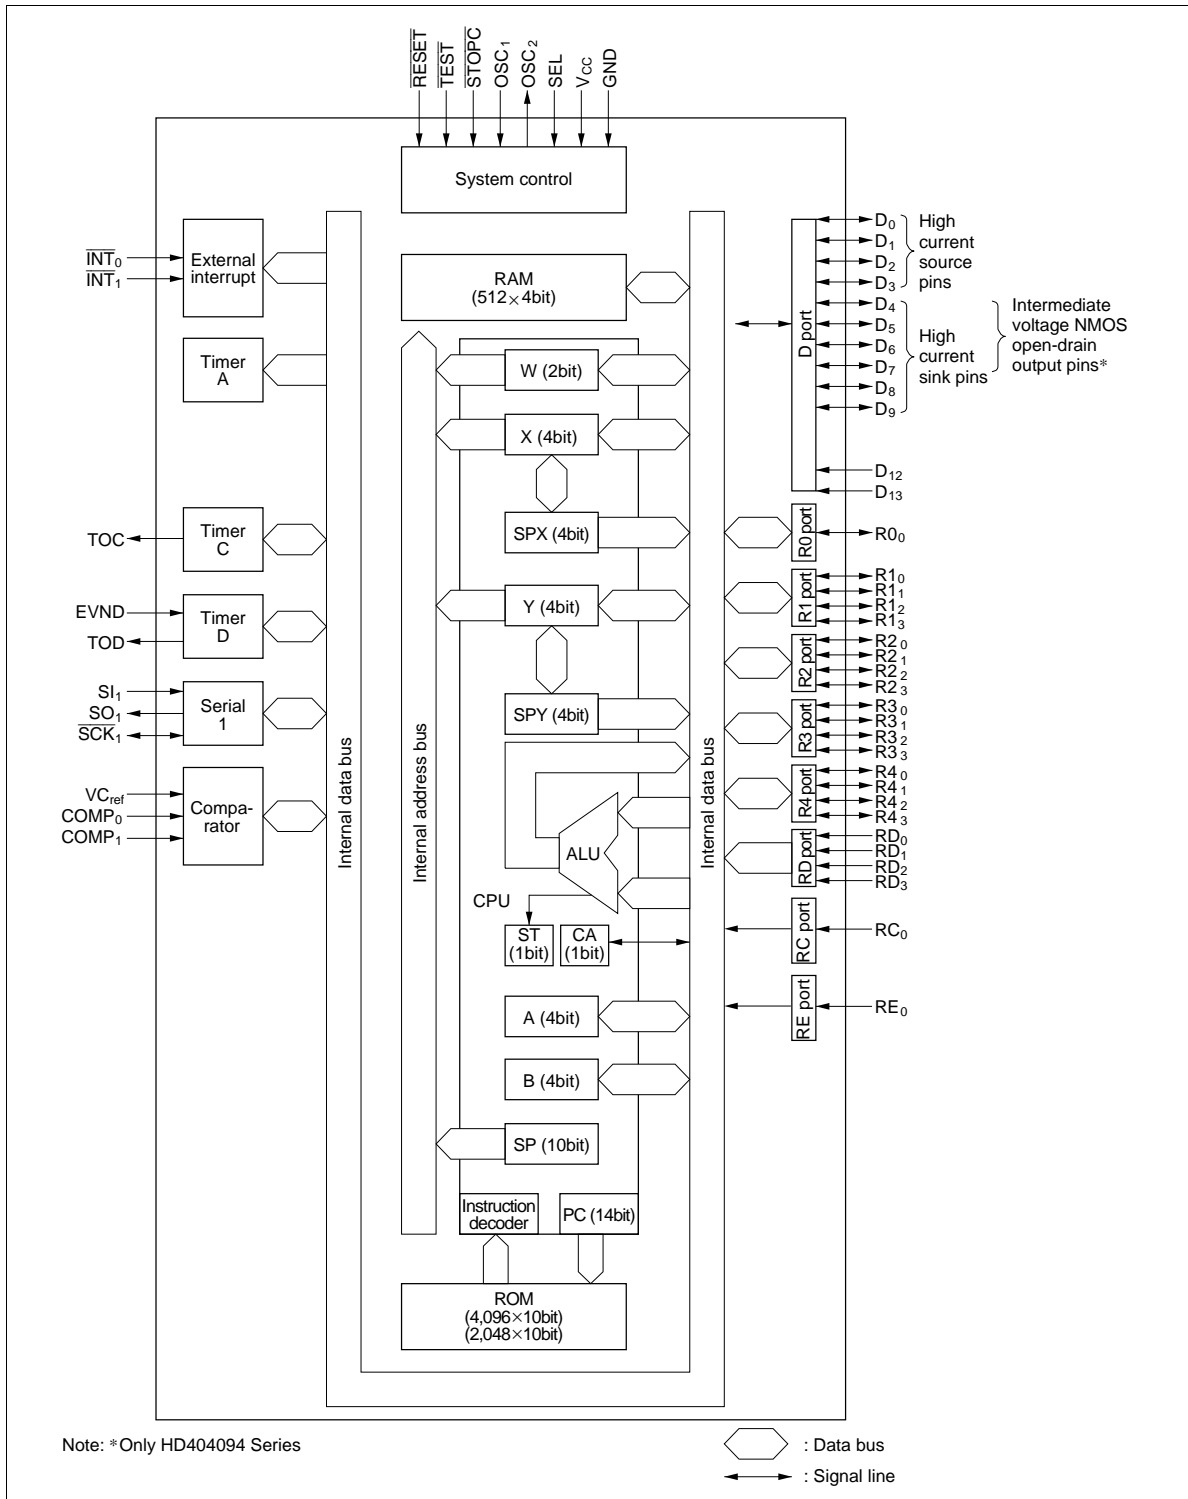 RESET
TEST
STOPC
OSC1
OSC2
SEL
VCC
GND
System control
INT0
INT1
External
interrupt
RAM
(512×4bit)
D port
D0
D1
D2
D3
D4
D5
D6
D7
D8
D9
D12
D13
High
current
source
pins
High
current
sink pins
Intermediate
voltage NMOS
open-drain
output pins*
Timer
A
W (2bit)
X (4bit)
SPX (4bit)
Y (4bit)
SPY (4bit)
TOC
Timer
C
EVND
TOD
Timer
D
SI1
SO1
SCK1
Serial
1
VCref
COMP0
COMP1
Compa-
rator
Internal data bus
Internal address bus
Internal data bus
ALU
CPU
ST
(1bit)
CA
(1bit)
A (4bit)
B (4bit)
SP (10bit)
Instruction
decoder
PC (14bit)
ROM
(4,096×10bit)
(2,048×10bit)
R0 port
R00
R1 port
R10
R11
R12
R13
R2 port
R20
R21
R22
R23
R3 port
R30
R31
R32
R33
R4 port
R40
R41
R42
R43
RD port
RD0
RD1
RD2
RD3
RC port
RC0
RE port
RE0
Note: *Only HD404094 Series
: Data bus
: Signal line